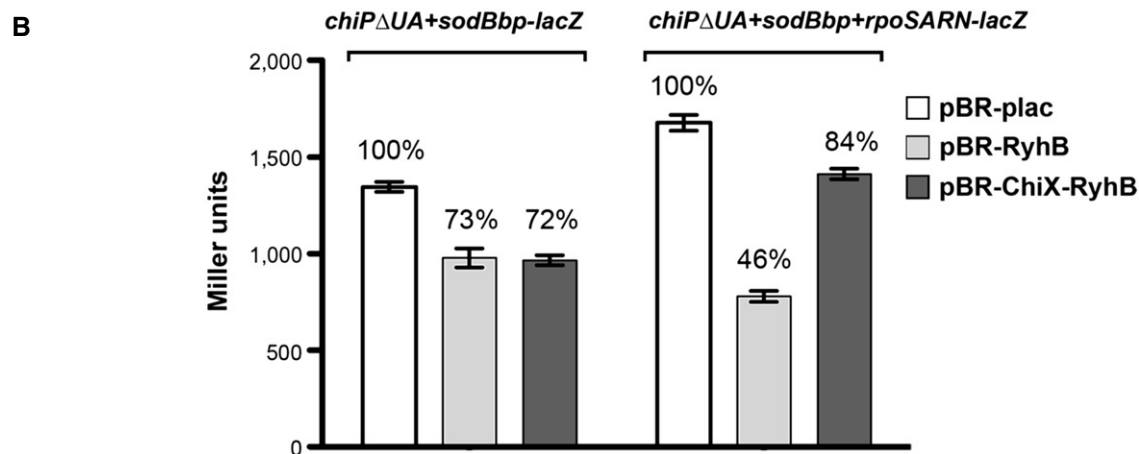 B
chiPΔUA+sodBbp-lacZ
chiPΔUA+sodBbp+rpoSARN-lacZ
Miller units
2,000
1,500
1,000
500
0
100%
73%
72%
100%
46%
84%
pBR-plac
pBR-RyhB
pBR-ChiX-RyhB